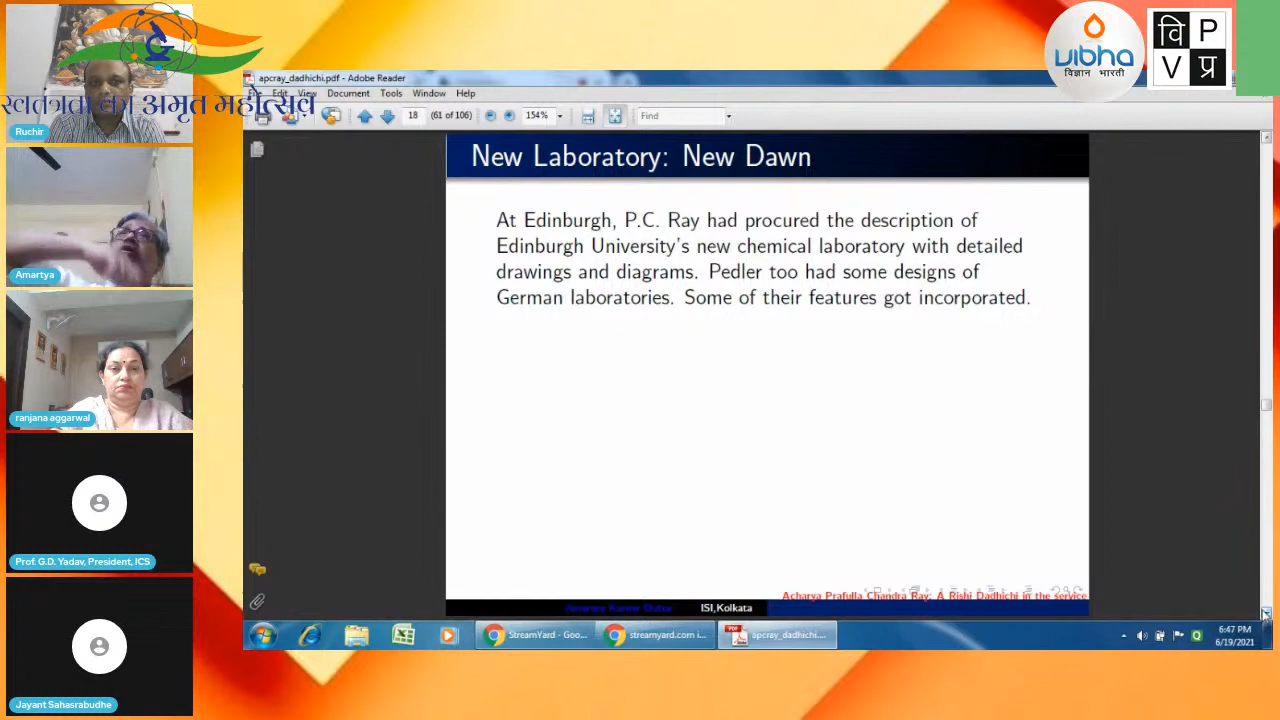 स्वतंत्रता का अमृत महोत्सव
Ruchir
Amartya
ranjana aggarwal
Prof. G.D. Yadav, President, ICS
Jayant Sahasrabudhe
vibha
विज्ञान भारती
वि P
V प्र
apcray_dadhichi.pdf - Adobe Reader
Edit View Document Tools Window Help
18 (61 of 106) 154% Find
New Laboratory: New Dawn
At Edinburgh, P.C. Ray had procured the description of
Edinburgh University's new chemical laboratory with detailed
drawings and diagrams. Pedler too had some designs of
German laboratories. Some of their features got incorporated.
Acharya Prafulla Chandra Ray: A Rishi Dadhichi in the service
ISI,Kolkata
StreamYard - Goo...
streamyard.com i...
apcray_dadhichi....
6:47 PM
6/19/2021